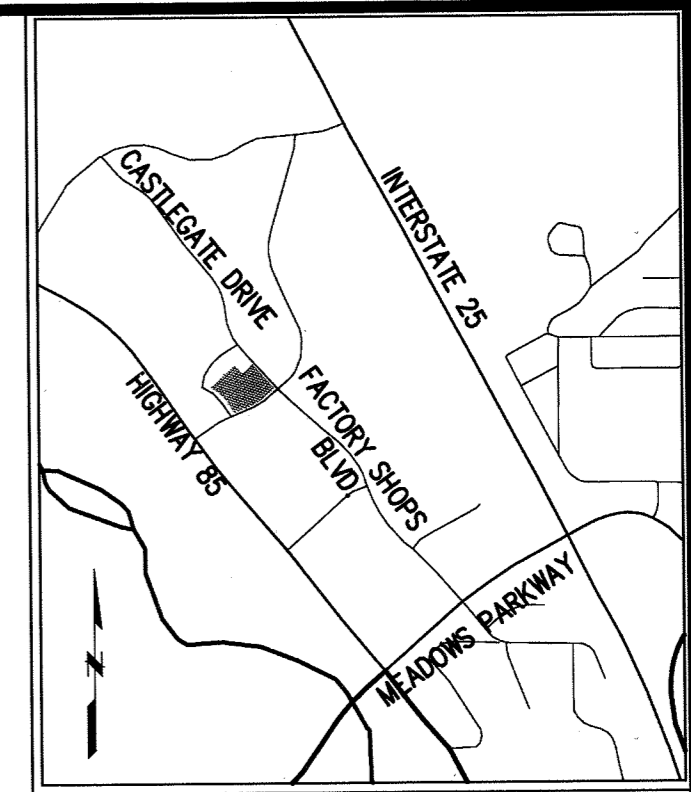 CASTLEGATE DRIVE
INTERSTATE 25
HIGHWAY 85
FACTORY SHOPS
BLVD.
MEADOWS PARKWAY
N